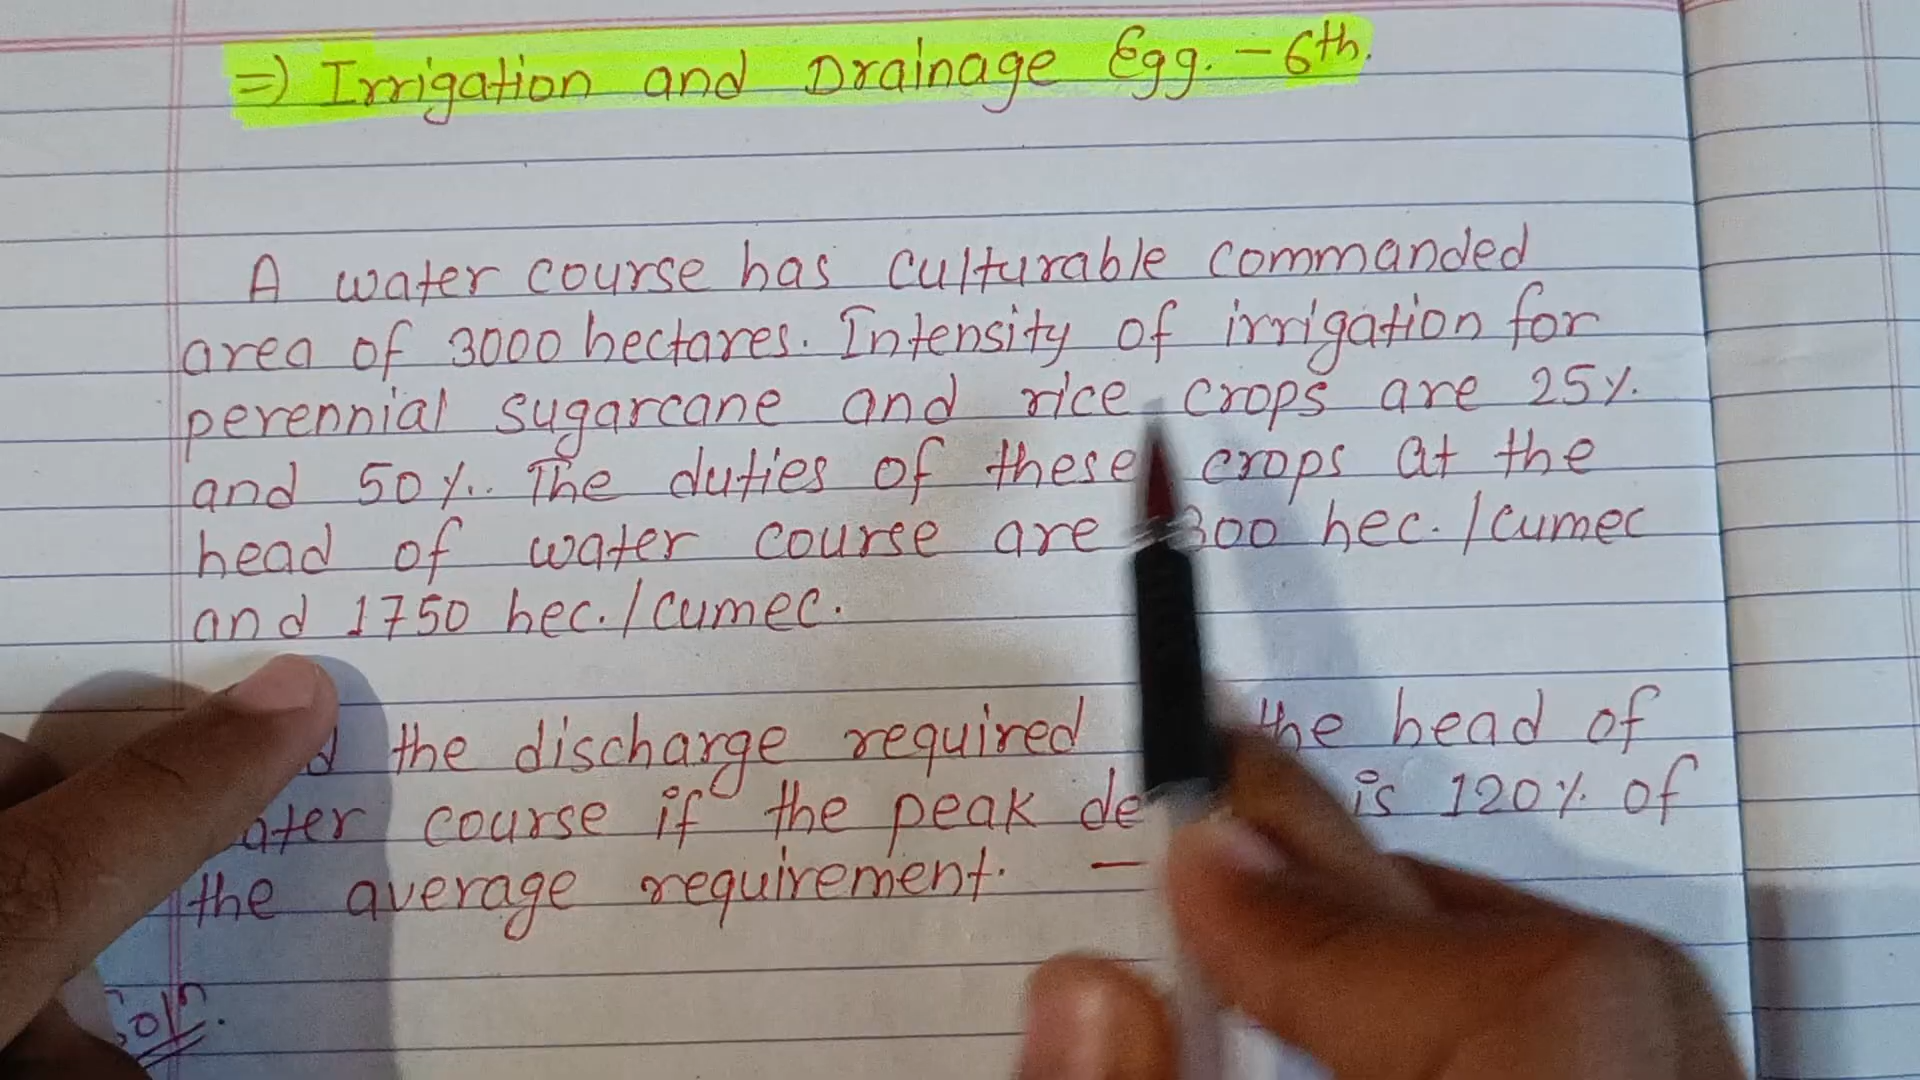 =) Irrigation and Drainage Egg. - 6th.
A water course has culturable commanded
area of 3000 hectares. Intensity of irrigation for
perennial sugarcane and rice crops are 25%
and 50%. The duties of these crops at the
head of water course are 300 hec./cumec
and 1750 hec./cumec.
the discharge required the head of
course if the peak is 120% of
the average requirement. -
Soln.